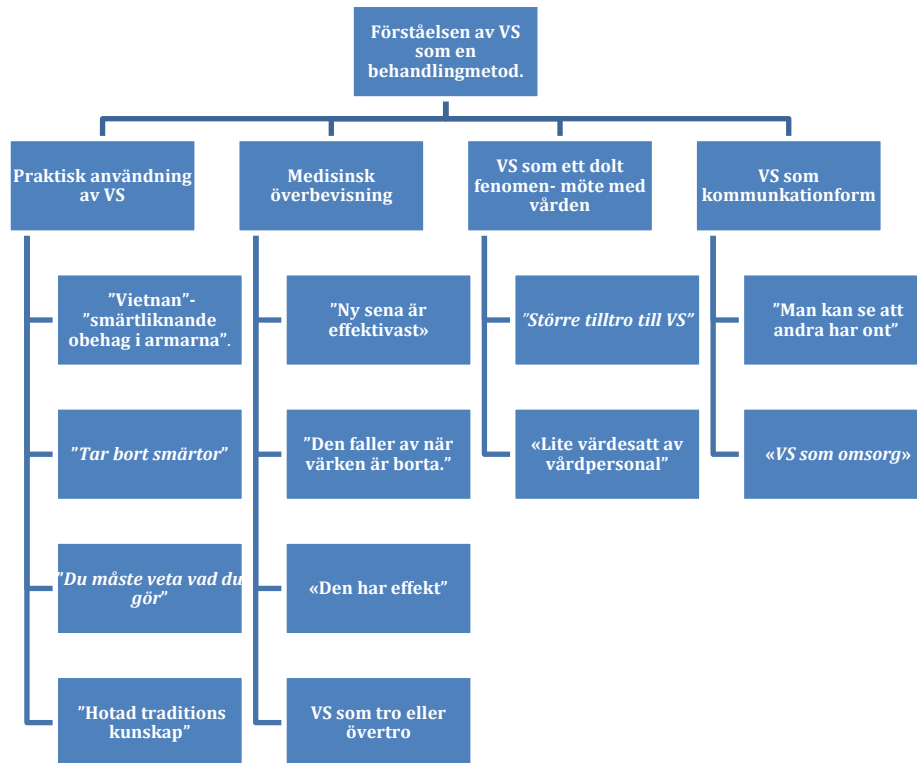 Förståelsen av VS
som en
behandlingmetod.
Praktisk användning
av VS
Medisinsk
överbevisning
VS som ett dolt
fenomen- möte med
vården
VS som
kommunkationform
”Vietnan”-
”smärtliknande
obehag i armarna”.
”Tar bort smärtor”
”Du måste veta vad du
gör”
”Hotad traditions
kunskap”
”Ny sena är
effektivast»
”Den faller av när
värken är borta.”
«Den har effekt”
VS som tro eller
övertro
”Större tilltro till VS”
«Lite värdesatt av
vårdpersonal”
”Man kan se att
andra har ont”
«VS som omsorg»